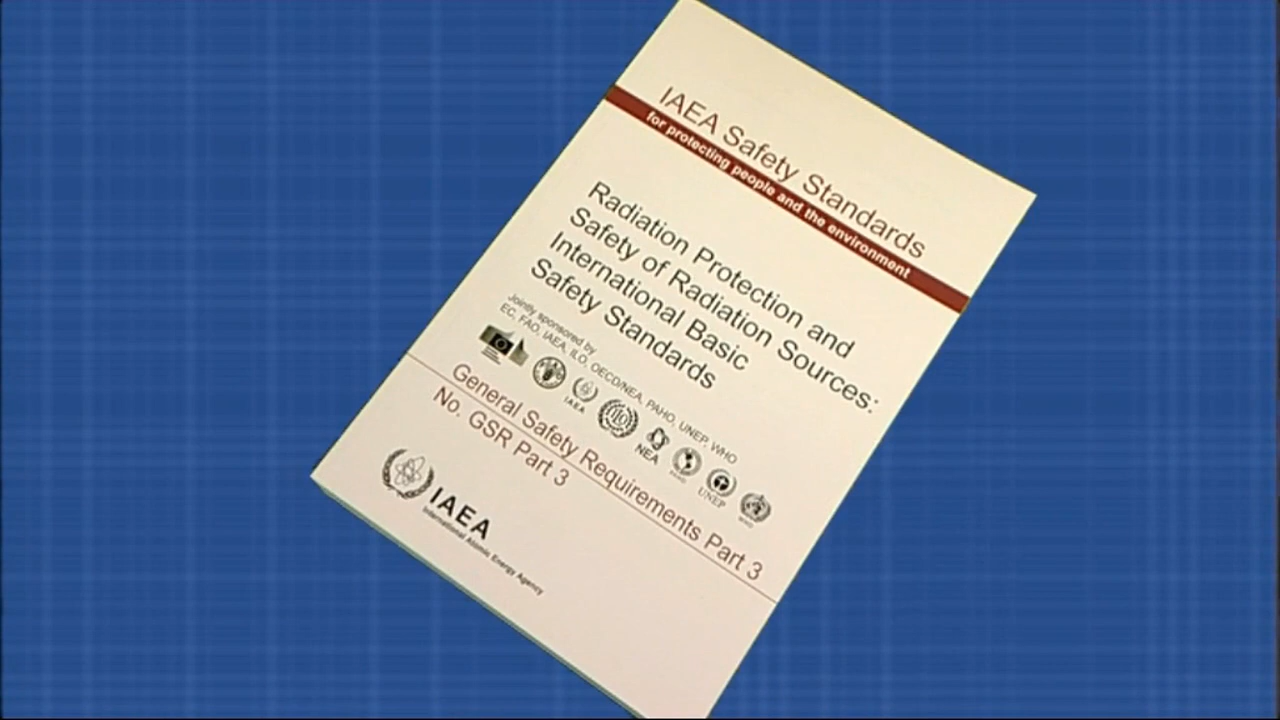 IAEA Safety Standards
for protecting people and the environment
Radiation Protection and
Safety of Radiation Sources:
International Basic
Safety Standards
Jointly sponsored by
EC, FAO, IAEA, ILO, OECD/NEA, PAHO, UNEP, WHO
IAEA
NEA
PAHO
UNEP
WHO
General Safety Requirements Part 3
No. GSR Part 3
IAEA
International Atomic Energy Agency